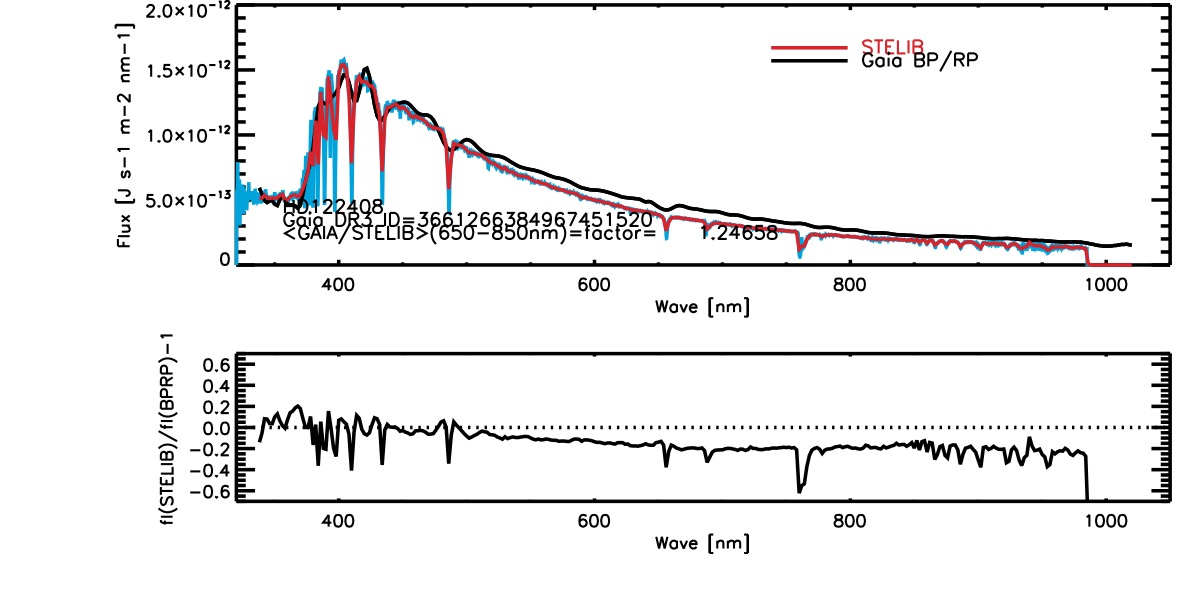 2.0×10−12
1.5×10−12
1.0×10−12
5.0×10−13
0
Flux [J s−1 m−2 nm−1]
STELIB
Gaia BP/RP
HD122408
Gaia DR3 ID=3661266384967451520
<GAIA/STELIB>(650−850nm)=factor= 1.24658
400 600 800 1000
Wave [nm]
0.6
0.4
0.2
0.0
−0.2
−0.4
−0.6
fl(STELIB)/fl(BPRP)−1
400 600 800 1000
Wave [nm]